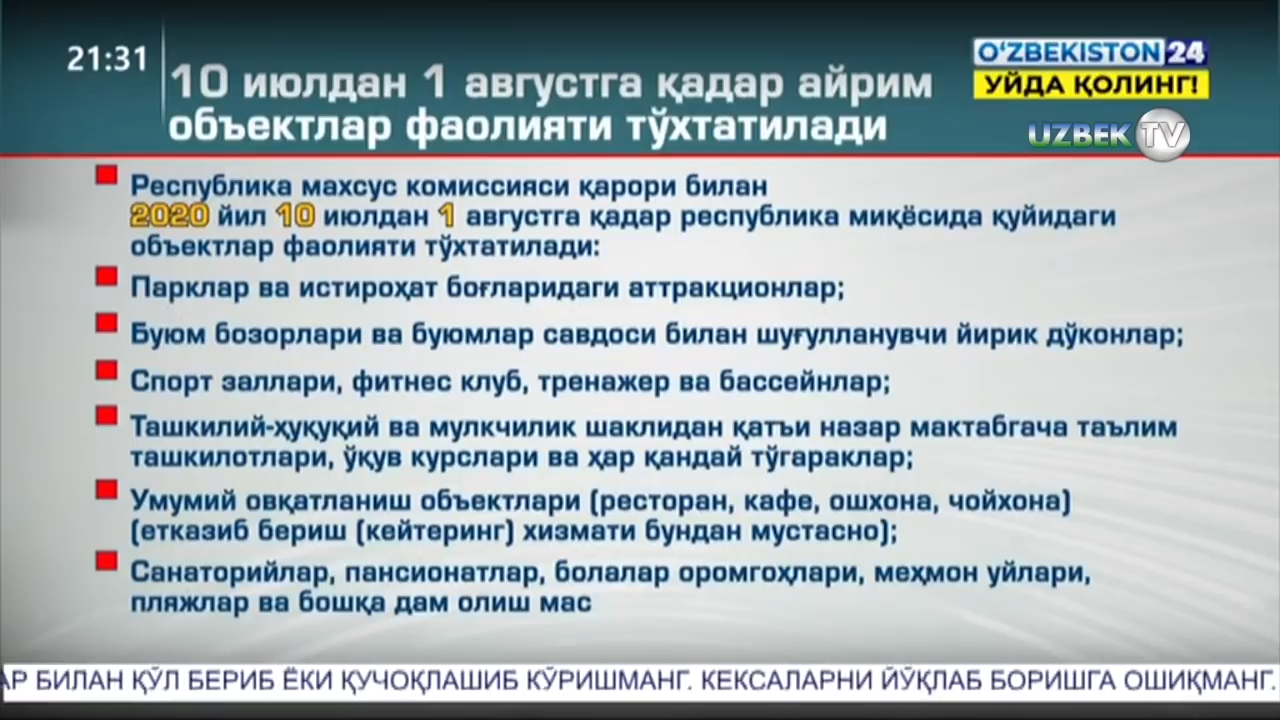 21:31
10 июлдан 1 августга қадар айрим
объектлар фаолияти тўхтатилади
O‘ZBEKISTON 24
УЙДА ҚОЛИНГ!
UZBEK TV
Республика махсус комиссияси қарори билан
2020 йил 10 июлдан 1 августга қадар республика миқёсида қуйидаги
объектлар фаолияти тўхтатилади:
Парклар ва истироҳат боғларидаги аттракционлар;
Буюм бозорлари ва буюмлар савдоси билан шуғулланувчи йирик дўконлар;
Спорт заллари, фитнес клуб, тренажер ва бассейнлар;
Ташкилий-ҳуқуқий ва мулкчилик шаклидан қатъи назар мактабгача таълим
ташкилотлари, ўқув курслари ва ҳар қандай тўгараклар;
Умумий овқатланиш объектлари (ресторан, кафе, ошхона, чойхона)
(етказиб бериш (кейтеринг) хизмати бундан мустасно);
Санаторийлар, пансионатлар, болалар оромгоҳлари, меҳмон уйлари,
пляжлар ва бошқа дам олиш мас
АР БИЛАН ҚЎЛ БЕРИБ ЁКИ ҚУЧОҚЛАШИБ КЎРИШМАНГ. КЕКСАЛАРНИ ЙЎҚЛАБ БОРИШГА ОШИҚМАНГ.